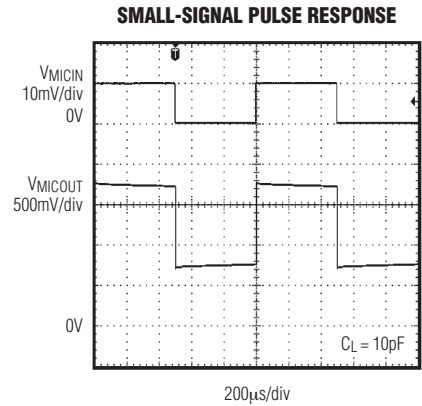 SMALL-SIGNAL PULSE RESPONSE
T
VMICIN
10mV/div
0V
VMICOUT
500mV/div
0V
CL = 10pF
200μs/div